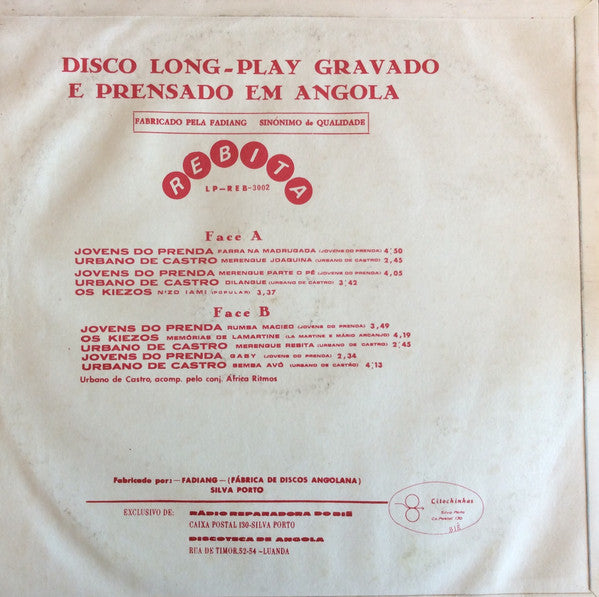 DISCO LONG-PLAY GRAVADO
E PRENSADO EM ANGOLA
FABRICADO PELA FADIANG SINÓNIMO de QUALIDADE
REBITA
LP-REB-3002
Face A
JOVENS DO PRENDA FARRA NA MADRUGADA (JOVENS DO PRENDA) 4,50
URBANO DE CASTRO MERENGUE JOAQUINA (URBANO DE CASTRO) 2,45
JOVENS DO PRENDA MERENGUE PARTE O PÉ (JOVENS DO PRENDA) 4,05
URBANO DE CASTRO DILANGUE (URBANO DE CASTRO) 3,42
OS KIEZOS N'ZO IAMI (POPULAR) 3,37
Face B
JOVENS DO PRENDA RUMBA MACIEO (JOVENS DO PRENDA) 3,49
OS KIEZOS MEMÓRIAS DE LAMARTINE (LA MARTINE E MÁRIO ARCANJO) 4,19
URBANO DE CASTRO MERENGUE REBITA (URBANO DE CASTRO) 2,45
JOVENS DO PRENDA GABY (JOVENS DO PRENDA) 2,34
URBANO DE CASTRO SEMBA AVÓ (URBANO DE CASTÃO) 4,13
Urbano de Castro, acomp. pelo conj. África Ritmos
Fabricado por:-FADIANG-(FÁBRICA DE DISCOS ANGOLANA)
SILVA PORTO
EXCLUSIVO DE: RÁDIO REPARADORA DO BIÉ
CAIXA POSTAL 130-SILVA PORTO
DISCOTECA DE ANGOLA
RUA DE TIMOR, 52-54 -LUANDA
Citochinhas
Silva Porto
Cx. Postal 130
BIÉ